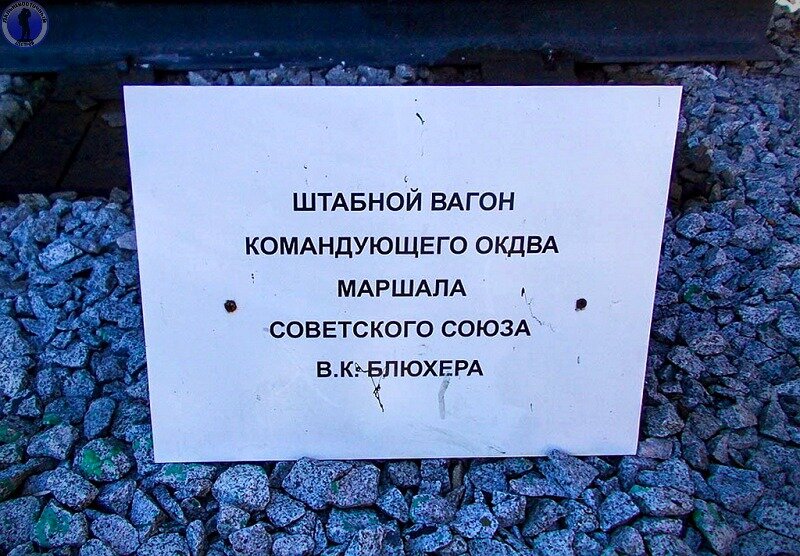 ШТАБНОЙ ВАГОН
КОМАНДУЮЩЕГО ОКДВА
МАРШАЛА
СОВЕТСКОГО СОЮЗА
В.К. БЛЮХЕРА